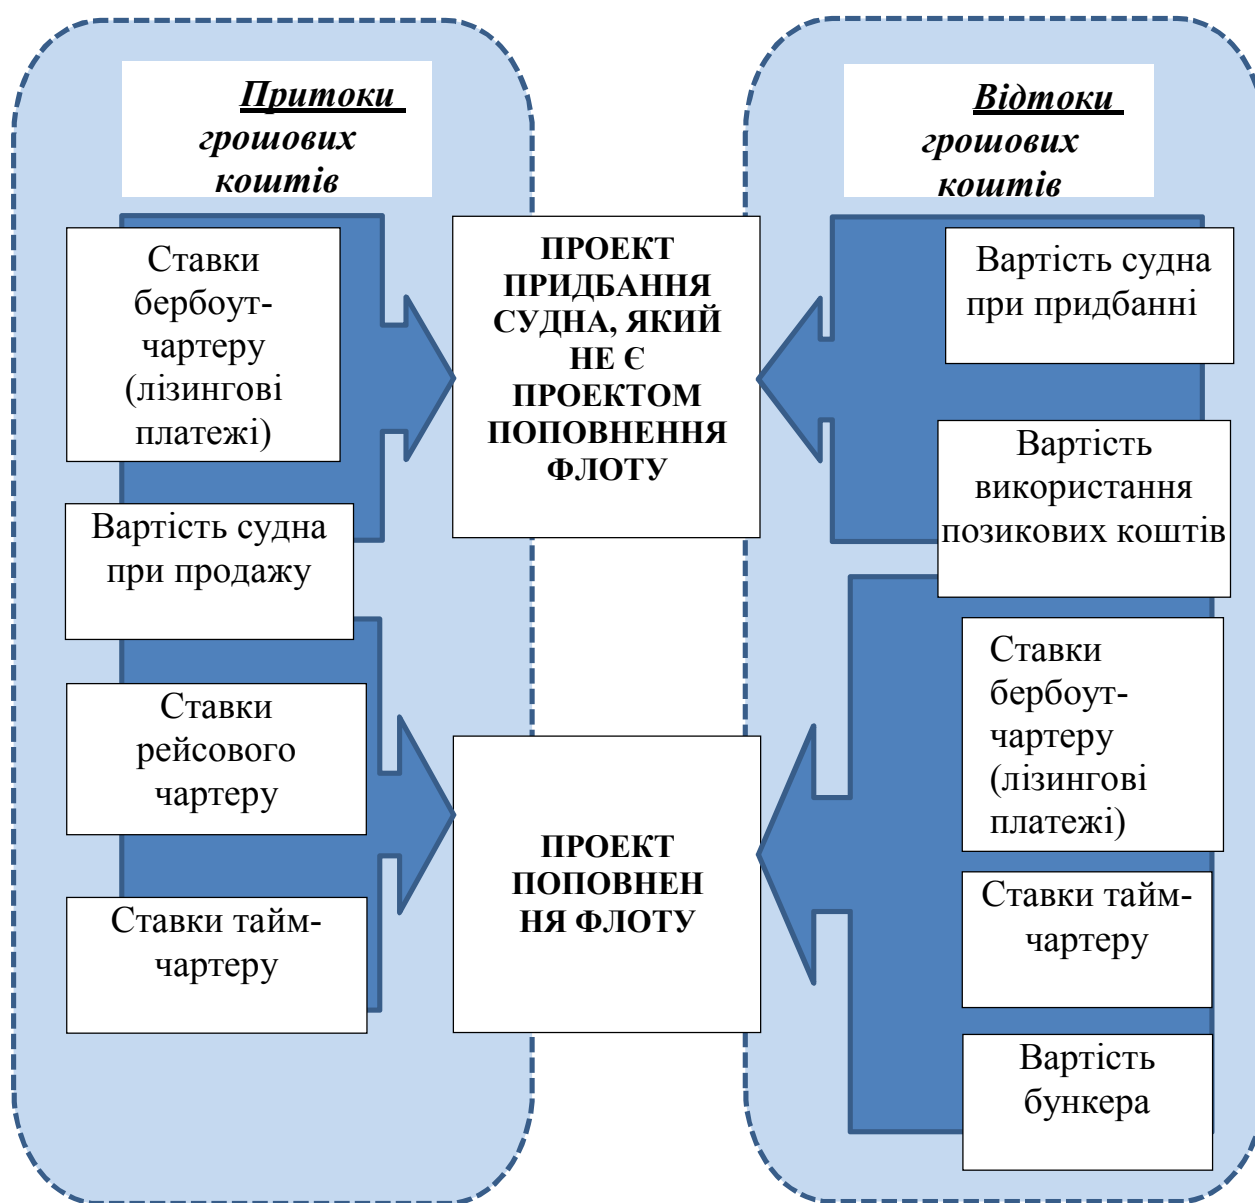 Притоки
грошових
коштів
Ставки
бербоут-
чартеру
(лізингові
платежі)
Вартість судна
при продажу
Ставки
рейсового
чартеру
Ставки тайм-
чартеру
ПРОЕКТ
ПРИДБАННЯ
СУДНА, ЯКИЙ
НЕ Є
ПРОЕКТОМ
ПОПОВНЕННЯ
ФЛОТУ
ПРОЕКТ
ПОПОВНЕН
НЯ ФЛОТУ
Відтоки
грошових
коштів
Вартість судна
при придбанні
Вартість
використання
позикових коштів
Ставки
бербоут-
чартеру
(лізингові
платежі)
Ставки тайм-
чартеру
Вартість
бункера